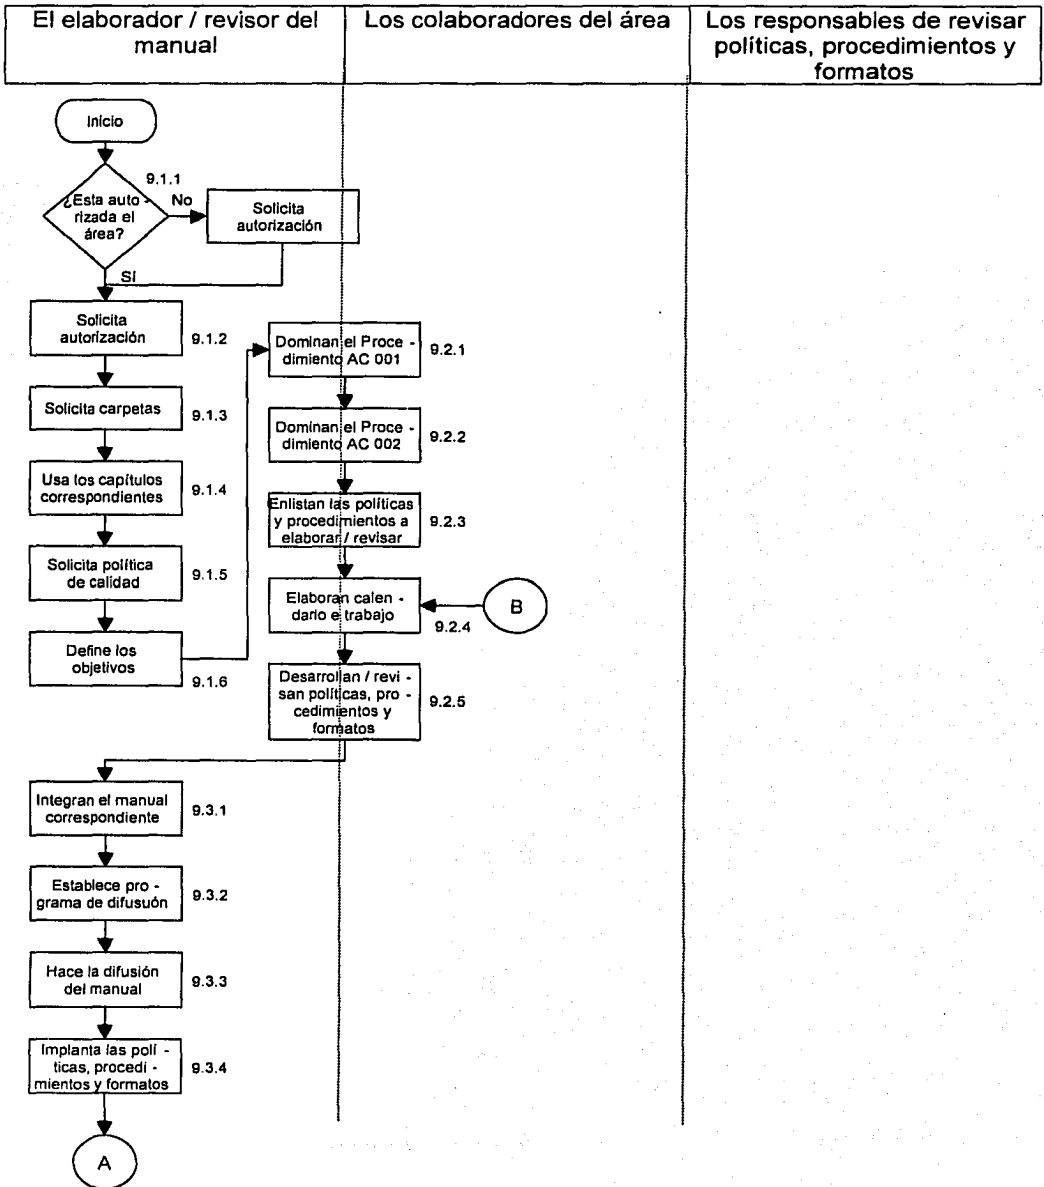 El elaborador / revisor del
manual
Los colaboradores del área
Los responsables de revisar
políticas, procedimientos y
formatos
Inicio
9.1.1
¿Esta auto -
rizada el
área?
No
Solicita
autorización
Sí
Solicita
autorización
9.1.2
Solicita carpetas
9.1.3
Usa los capítulos
correspondientes
9.1.4
Solicita política
de calidad
9.1.5
Define los
objetivos
9.1.6
Dominan el Proce -
dimiento AC 001
9.2.1
Dominan el Proce -
dimiento AC 002
9.2.2
Enlistan las políticas
y procedimientos a
elaborar / revisar
9.2.3
Elaboran calen -
dario e trabajo
9.2.4
B
Desarrollan / revi -
san políticas, pro -
cedimientos y
formatos
9.2.5
Integran el manual
correspondiente
9.3.1
Establece pro -
grama de difusuón
9.3.2
Hace la difusión
del manual
9.3.3
Implanta las polí -
ticas, procedi -
mientos y formatos
9.3.4
A